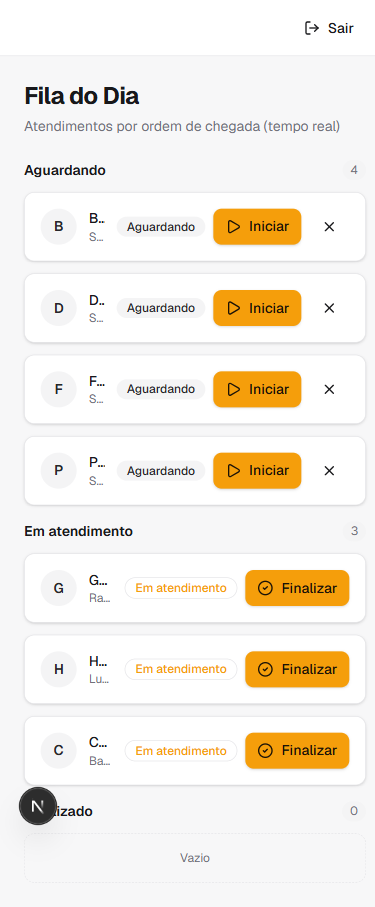 Sair
Fila do Dia
Atendimentos por ordem de chegada (tempo real)
Aguardando 4
B B... Aguardando Iniciar
S...
D D... Aguardando Iniciar
S...
F F... Aguardando Iniciar
S...
P P... Aguardando Iniciar
S...
Em atendimento 3
G G... Em atendimento Finalizar
Ra...
H H... Em atendimento Finalizar
Lu...
C C... Em atendimento Finalizar
Ba...
N
0
Vazio